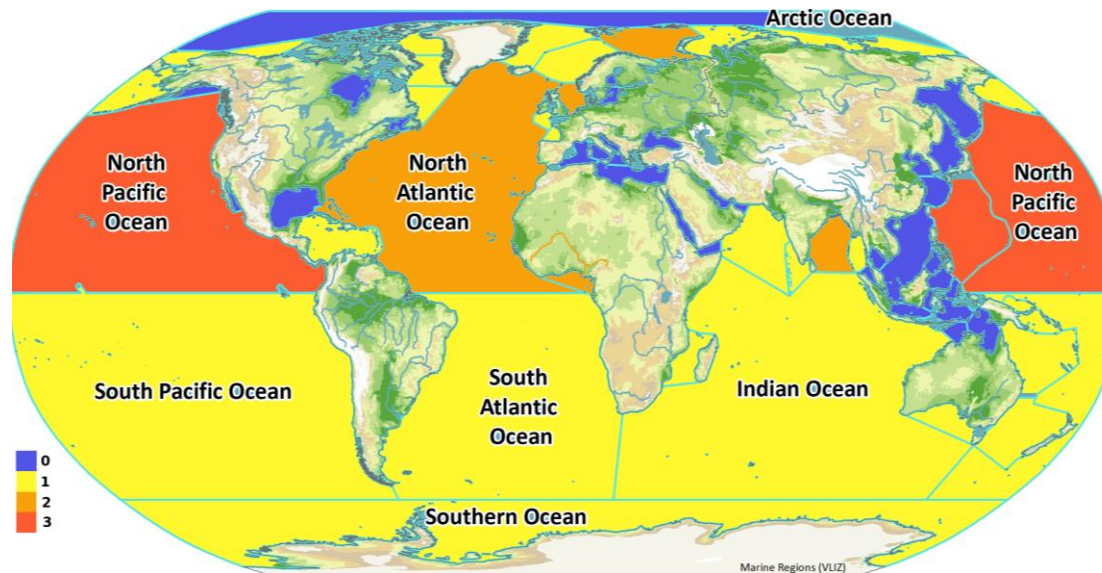 Arctic Ocean
North
Pacific
Ocean
North
Atlantic
Ocean
North
Pacific
Ocean
South Pacific Ocean
South
Atlantic
Ocean
Indian Ocean
0
1
2
3
Southern Ocean
Marine Regions (VLIZ)